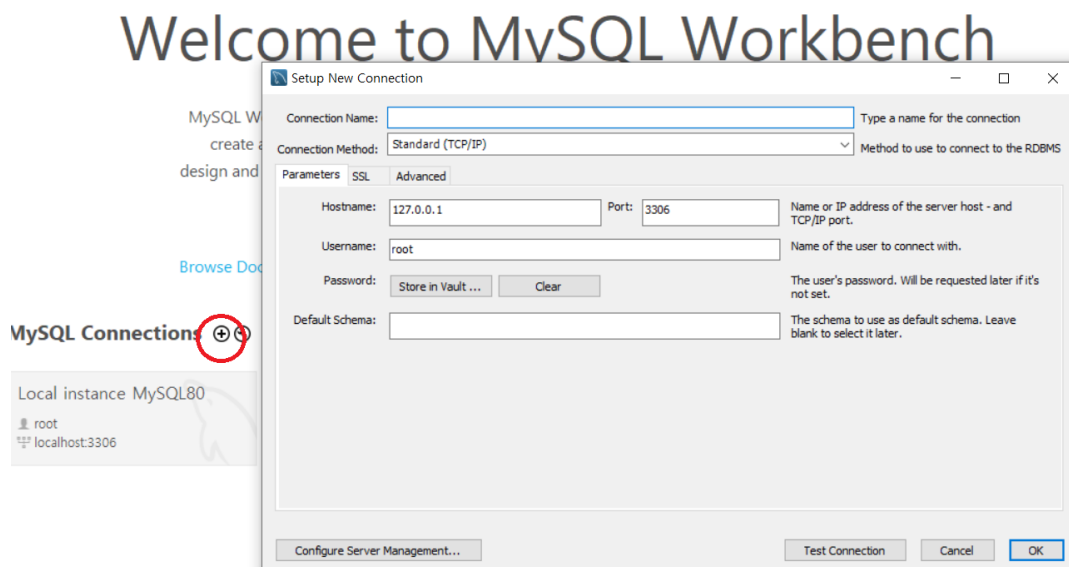 Welcome to MySQL Workbench
MySQL W
create a
design and
Browse Doc
MySQL Connections
Local instance MySQL80
root
localhost:3306
Setup New Connection
Connection Name:
Type a name for the connection
Connection Method:
Standard (TCP/IP)
Method to use to connect to the RDBMS
Parameters
SSL
Advanced
Hostname:
127.0.0.1
Port:
3306
Name or IP address of the server host - and
TCP/IP port.
Username:
root
Name of the user to connect with.
Password:
Store in Vault ...
Clear
The user's password. Will be requested later if it's
not set.
Default Schema:
The schema to use as default schema. Leave
blank to select it later.
Configure Server Management...
Test Connection
Cancel
OK